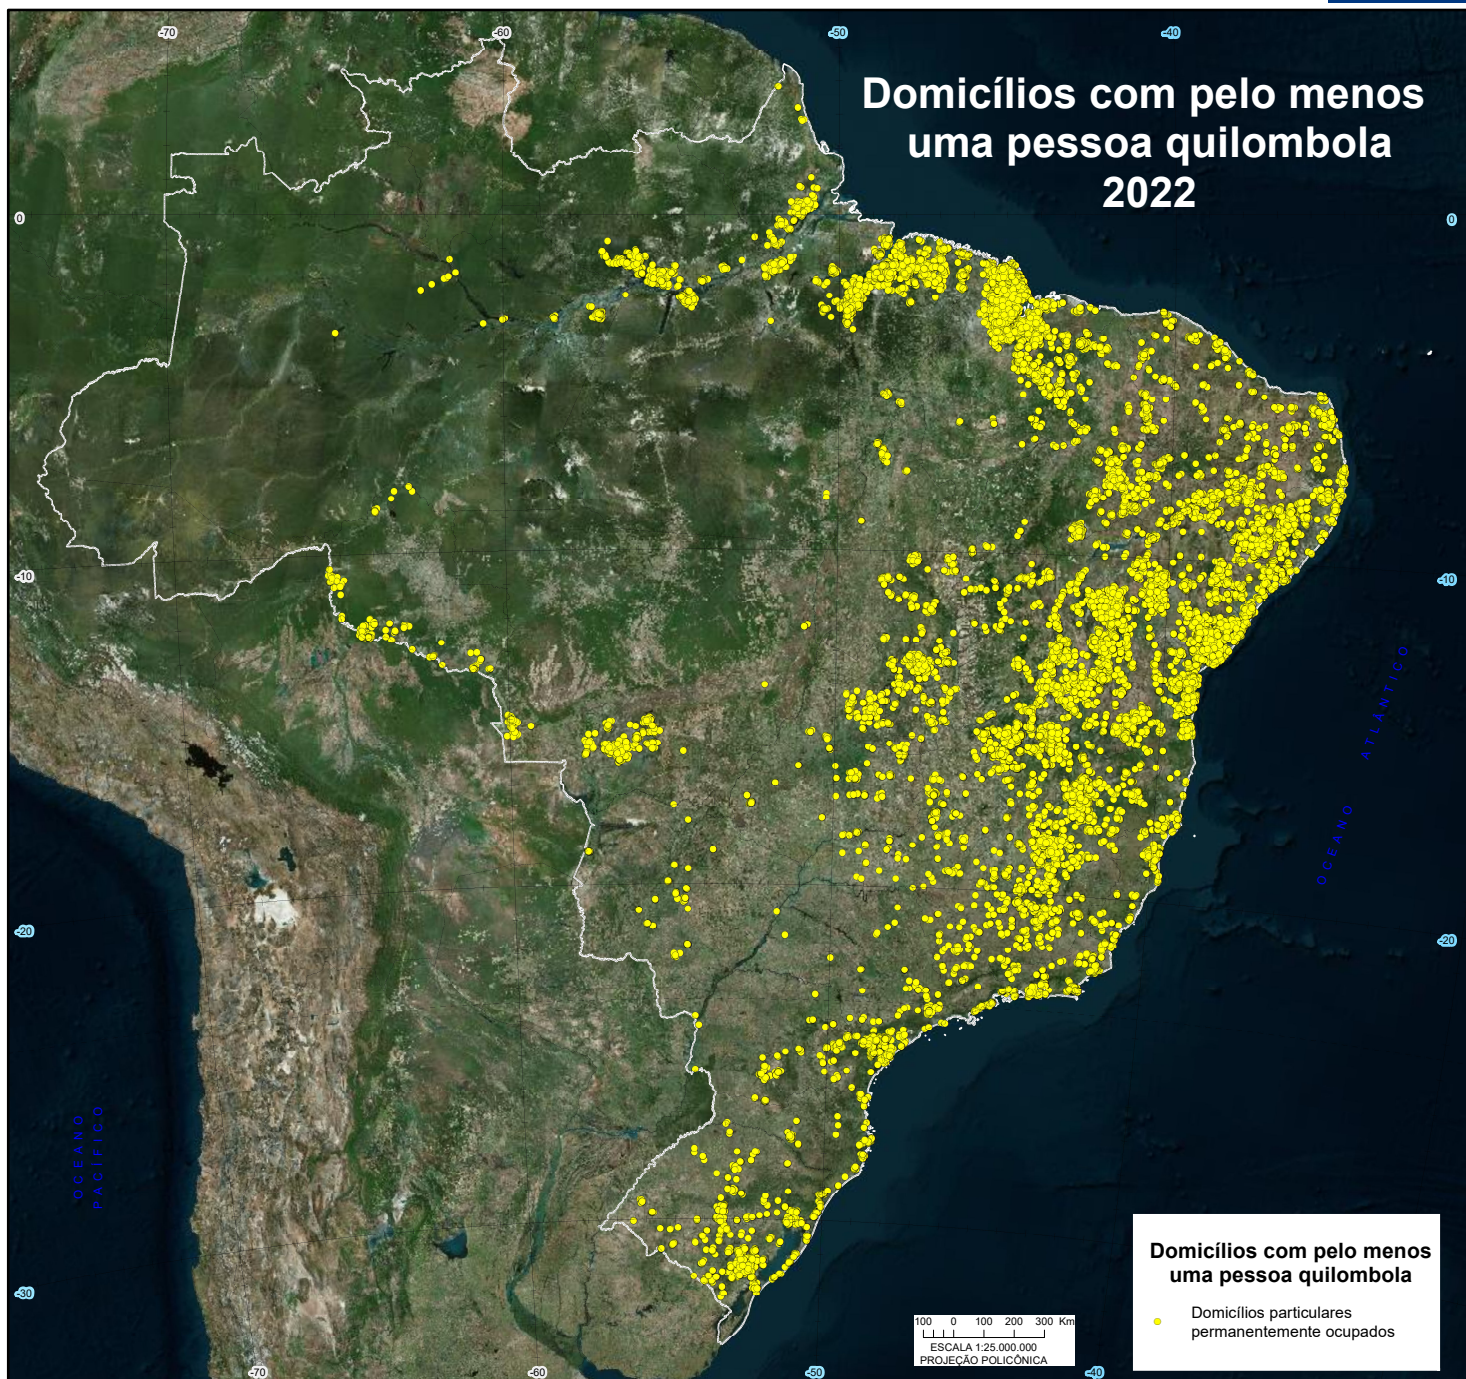 -70
-60
-50
-40
Domicílios com pelo menos
uma pessoa quilombola
2022
0
0
-10
-10
OCEANO ATLÂNTICO
-20
-20
OCEANO
PACÍFICO
-30
Domicílios com pelo menos
uma pessoa quilombola
Domicílios particulares
permanentemente ocupados
100 0 100 200 300 Km
ESCALA 1:25.000.000
PROJEÇÃO POLICÔNICA
-70
-60
-50
-40